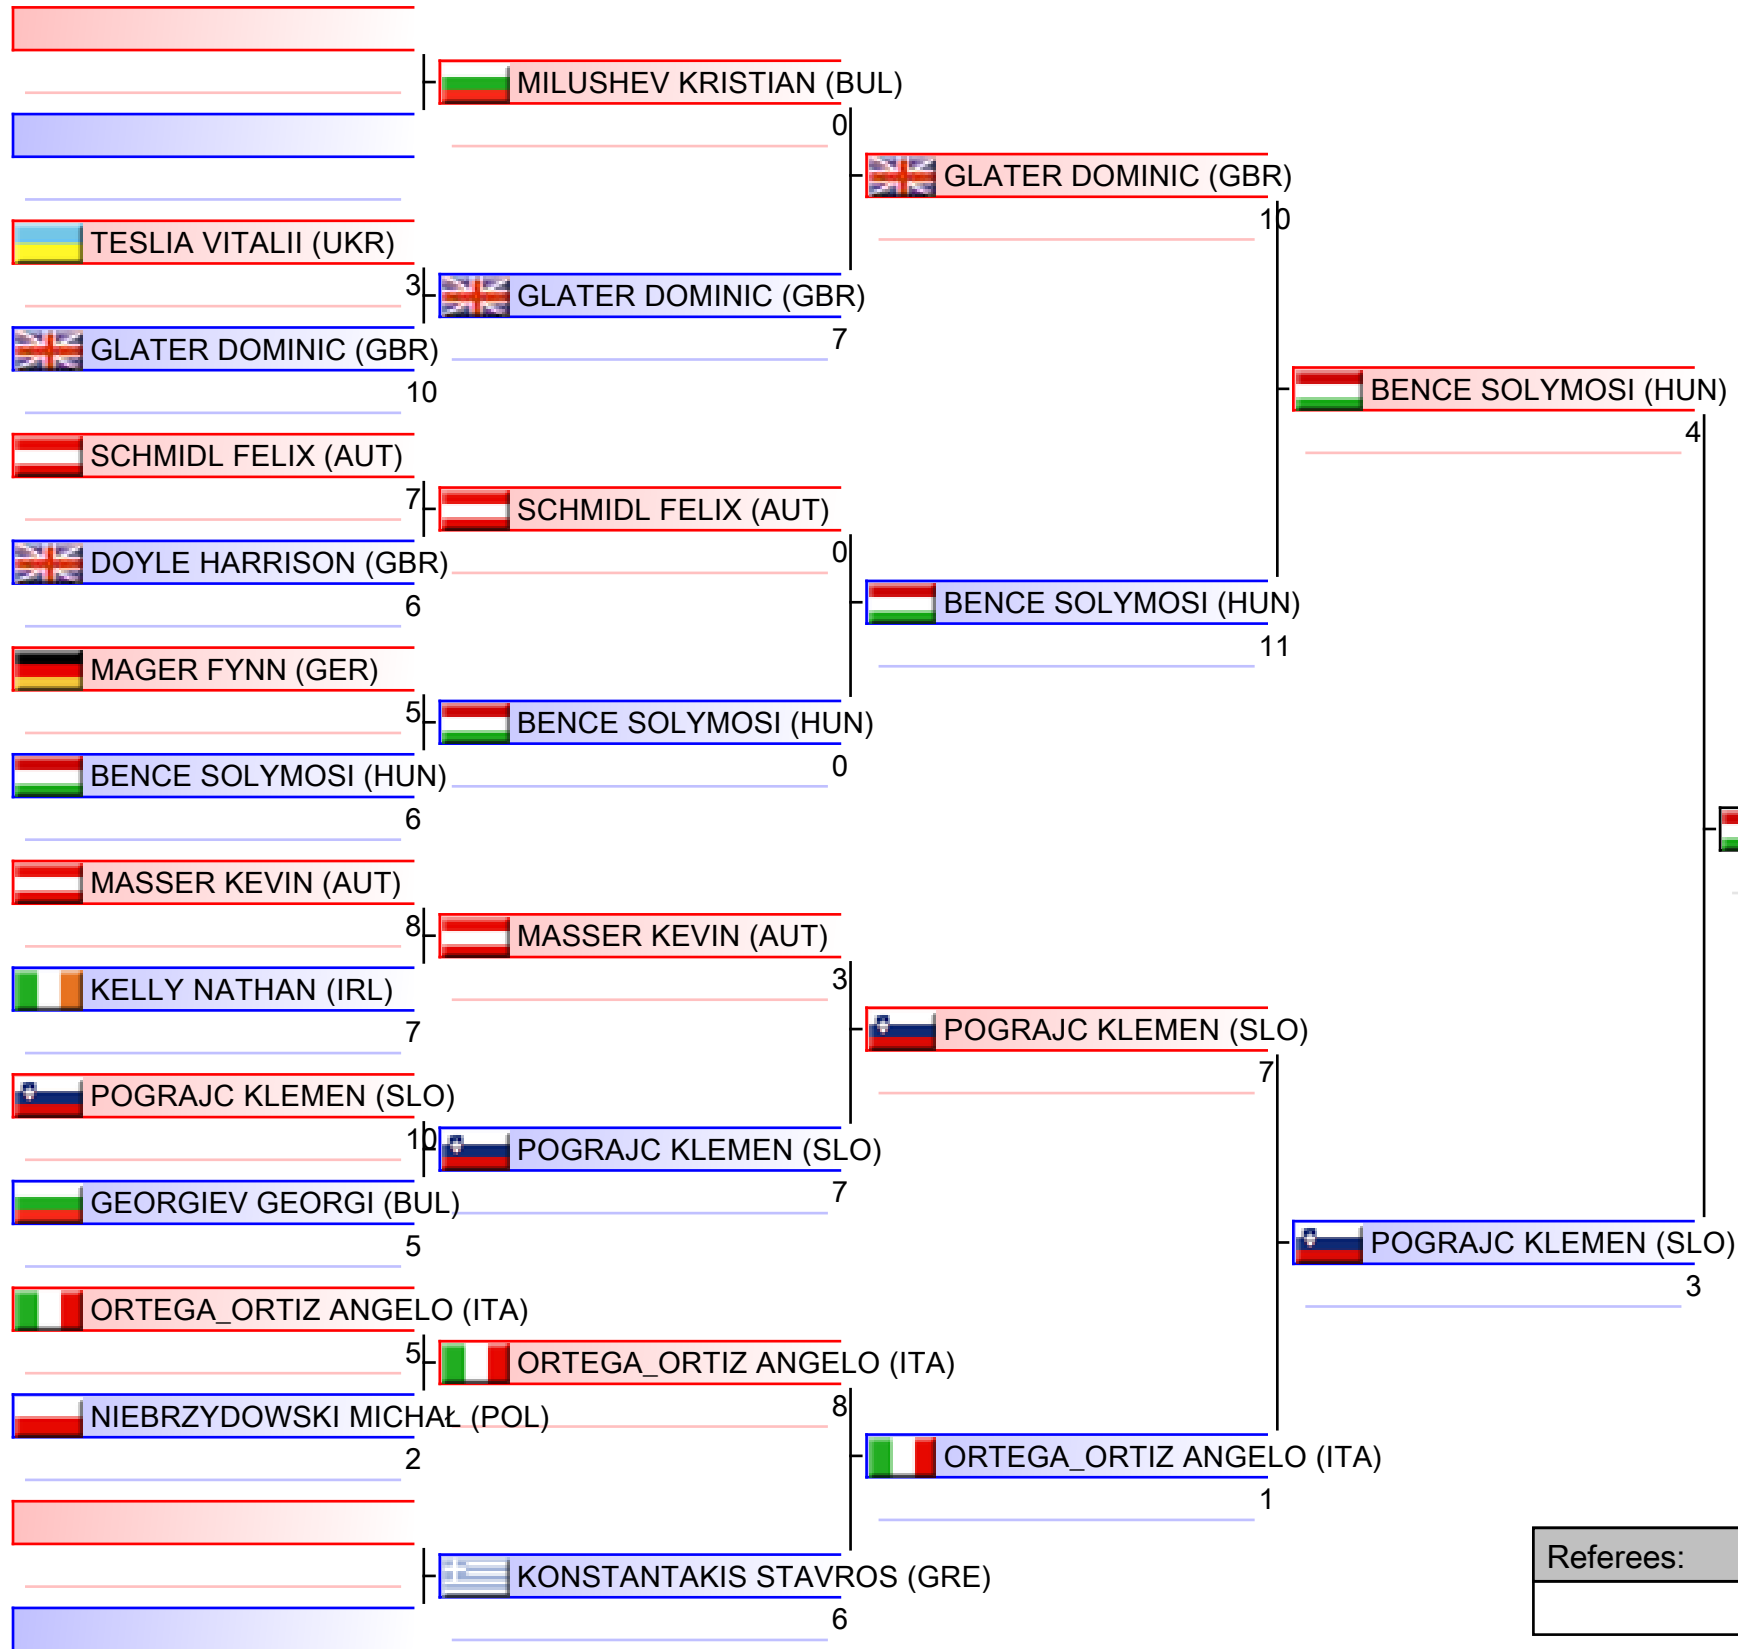 MILUSHEV KRISTIAN (BUL)
0
GLATER DOMINIC (GBR)
10
TESLIA VITALII (UKR)
3
GLATER DOMINIC (GBR)
7
GLATER DOMINIC (GBR)
10
BENCE SOLYMOSI (HUN)
4
SCHMIDL FELIX (AUT)
7
SCHMIDL FELIX (AUT)
0
DOYLE HARRISON (GBR)
6
BENCE SOLYMOSI (HUN)
11
MAGER FYNN (GER)
5
BENCE SOLYMOSI (HUN)
0
BENCE SOLYMOSI (HUN)
6
MASSER KEVIN (AUT)
8
MASSER KEVIN (AUT)
3
KELLY NATHAN (IRL)
7
POGRAJC KLEMEN (SLO)
7
POGRAJC KLEMEN (SLO)
10
POGRAJC KLEMEN (SLO)
7
GEORGIEV GEORGI (BUL)
5
POGRAJC KLEMEN (SLO)
3
ORTEGA_ORTIZ ANGELO (ITA)
5
ORTEGA_ORTIZ ANGELO (ITA)
8
NIEBRZYDOWSKI MICHAŁ (POL)
2
ORTEGA_ORTIZ ANGELO (ITA)
1
KONSTANTAKIS STAVROS (GRE)
6
Referees: